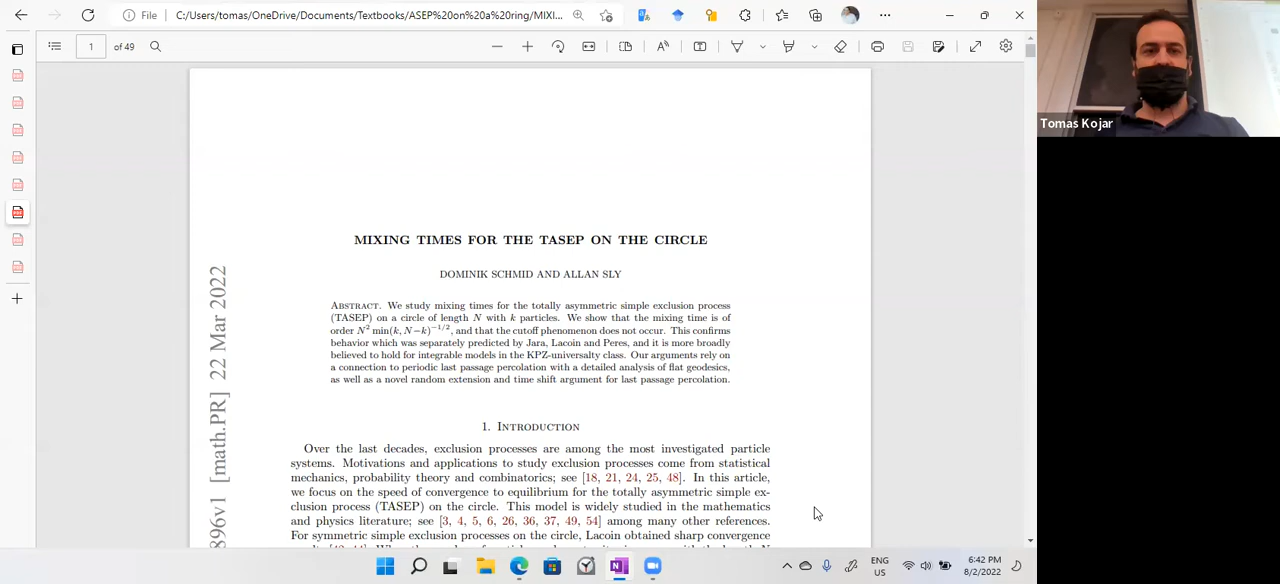 File
C:/Users/tomas/OneDrive/Documents/Textbooks/ASEP%20on%20a%20ring/MIXI...
1 of 49
Tomas Kojar
896v1 [math.PR] 22 Mar 2022
MIXING TIMES FOR THE TASEP ON THE CIRCLE
DOMINIK SCHMID AND ALLAN SLY
ABSTRACT. We study mixing times for the totally asymmetric simple exclusion process
(TASEP) on a circle of length N with k particles. We show that the mixing time is of
order N² min(k, N−k)^{−1/2}, and that the cutoff phenomenon does not occur. This confirms
behavior which was separately predicted by Jara, Lacoin and Peres, and it is more broadly
believed to hold for integrable models in the KPZ-universalty class. Our arguments rely on
a connection to periodic last passage percolation with a detailed analysis of flat geodesics,
as well as a novel random extension and time shift argument for last passage percolation.
1. INTRODUCTION
Over the last decades, exclusion processes are among the most investigated particle
systems. Motivations and applications to study exclusion processes come from statistical
mechanics, probability theory and combinatorics; see [18, 21, 24, 25, 48]. In this article,
we focus on the speed of convergence to equilibrium for the totally asymmetric simple ex-
clusion process (TASEP) on the circle. This model is widely studied in the mathematics
and physics literature; see [3, 4, 5, 6, 26, 36, 37, 49, 54] among many other references.
For symmetric simple exclusion processes on the circle, Lacoin obtained sharp convergence
ENG
US
6:42 PM
8/2/2022